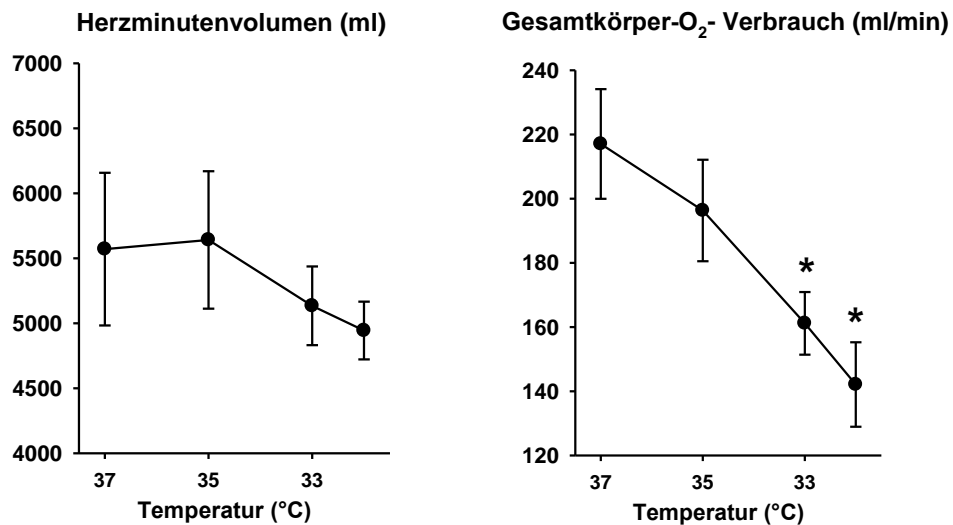 Herzminutenvolumen (ml)
7000
6500
6000
5500
5000
4500
4000
37 35 33
Temperatur (°C)
Gesamtkörper-O₂- Verbrauch (ml/min)
240
220
200
180
160
140
120
*
*
37 35 33
Temperatur (°C)